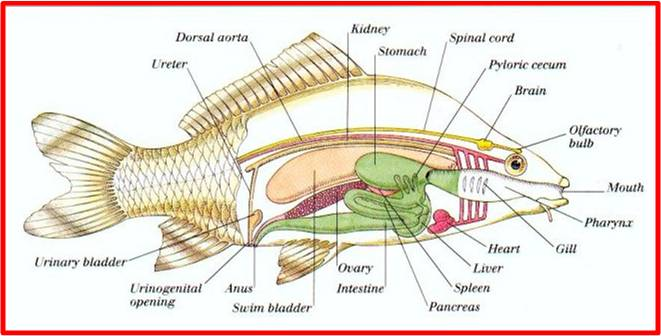 Kidney
Dorsal aorta
Stomach
Spinal cord
Ureter
Pyloric cecum
Brain
Olfactory
bulb
Mouth
Pharynx
Gill
Heart
Liver
Spleen
Pancreas
Ovary
Intestine
Swim bladder
Anus
Urinogenital
opening
Urinary bladder